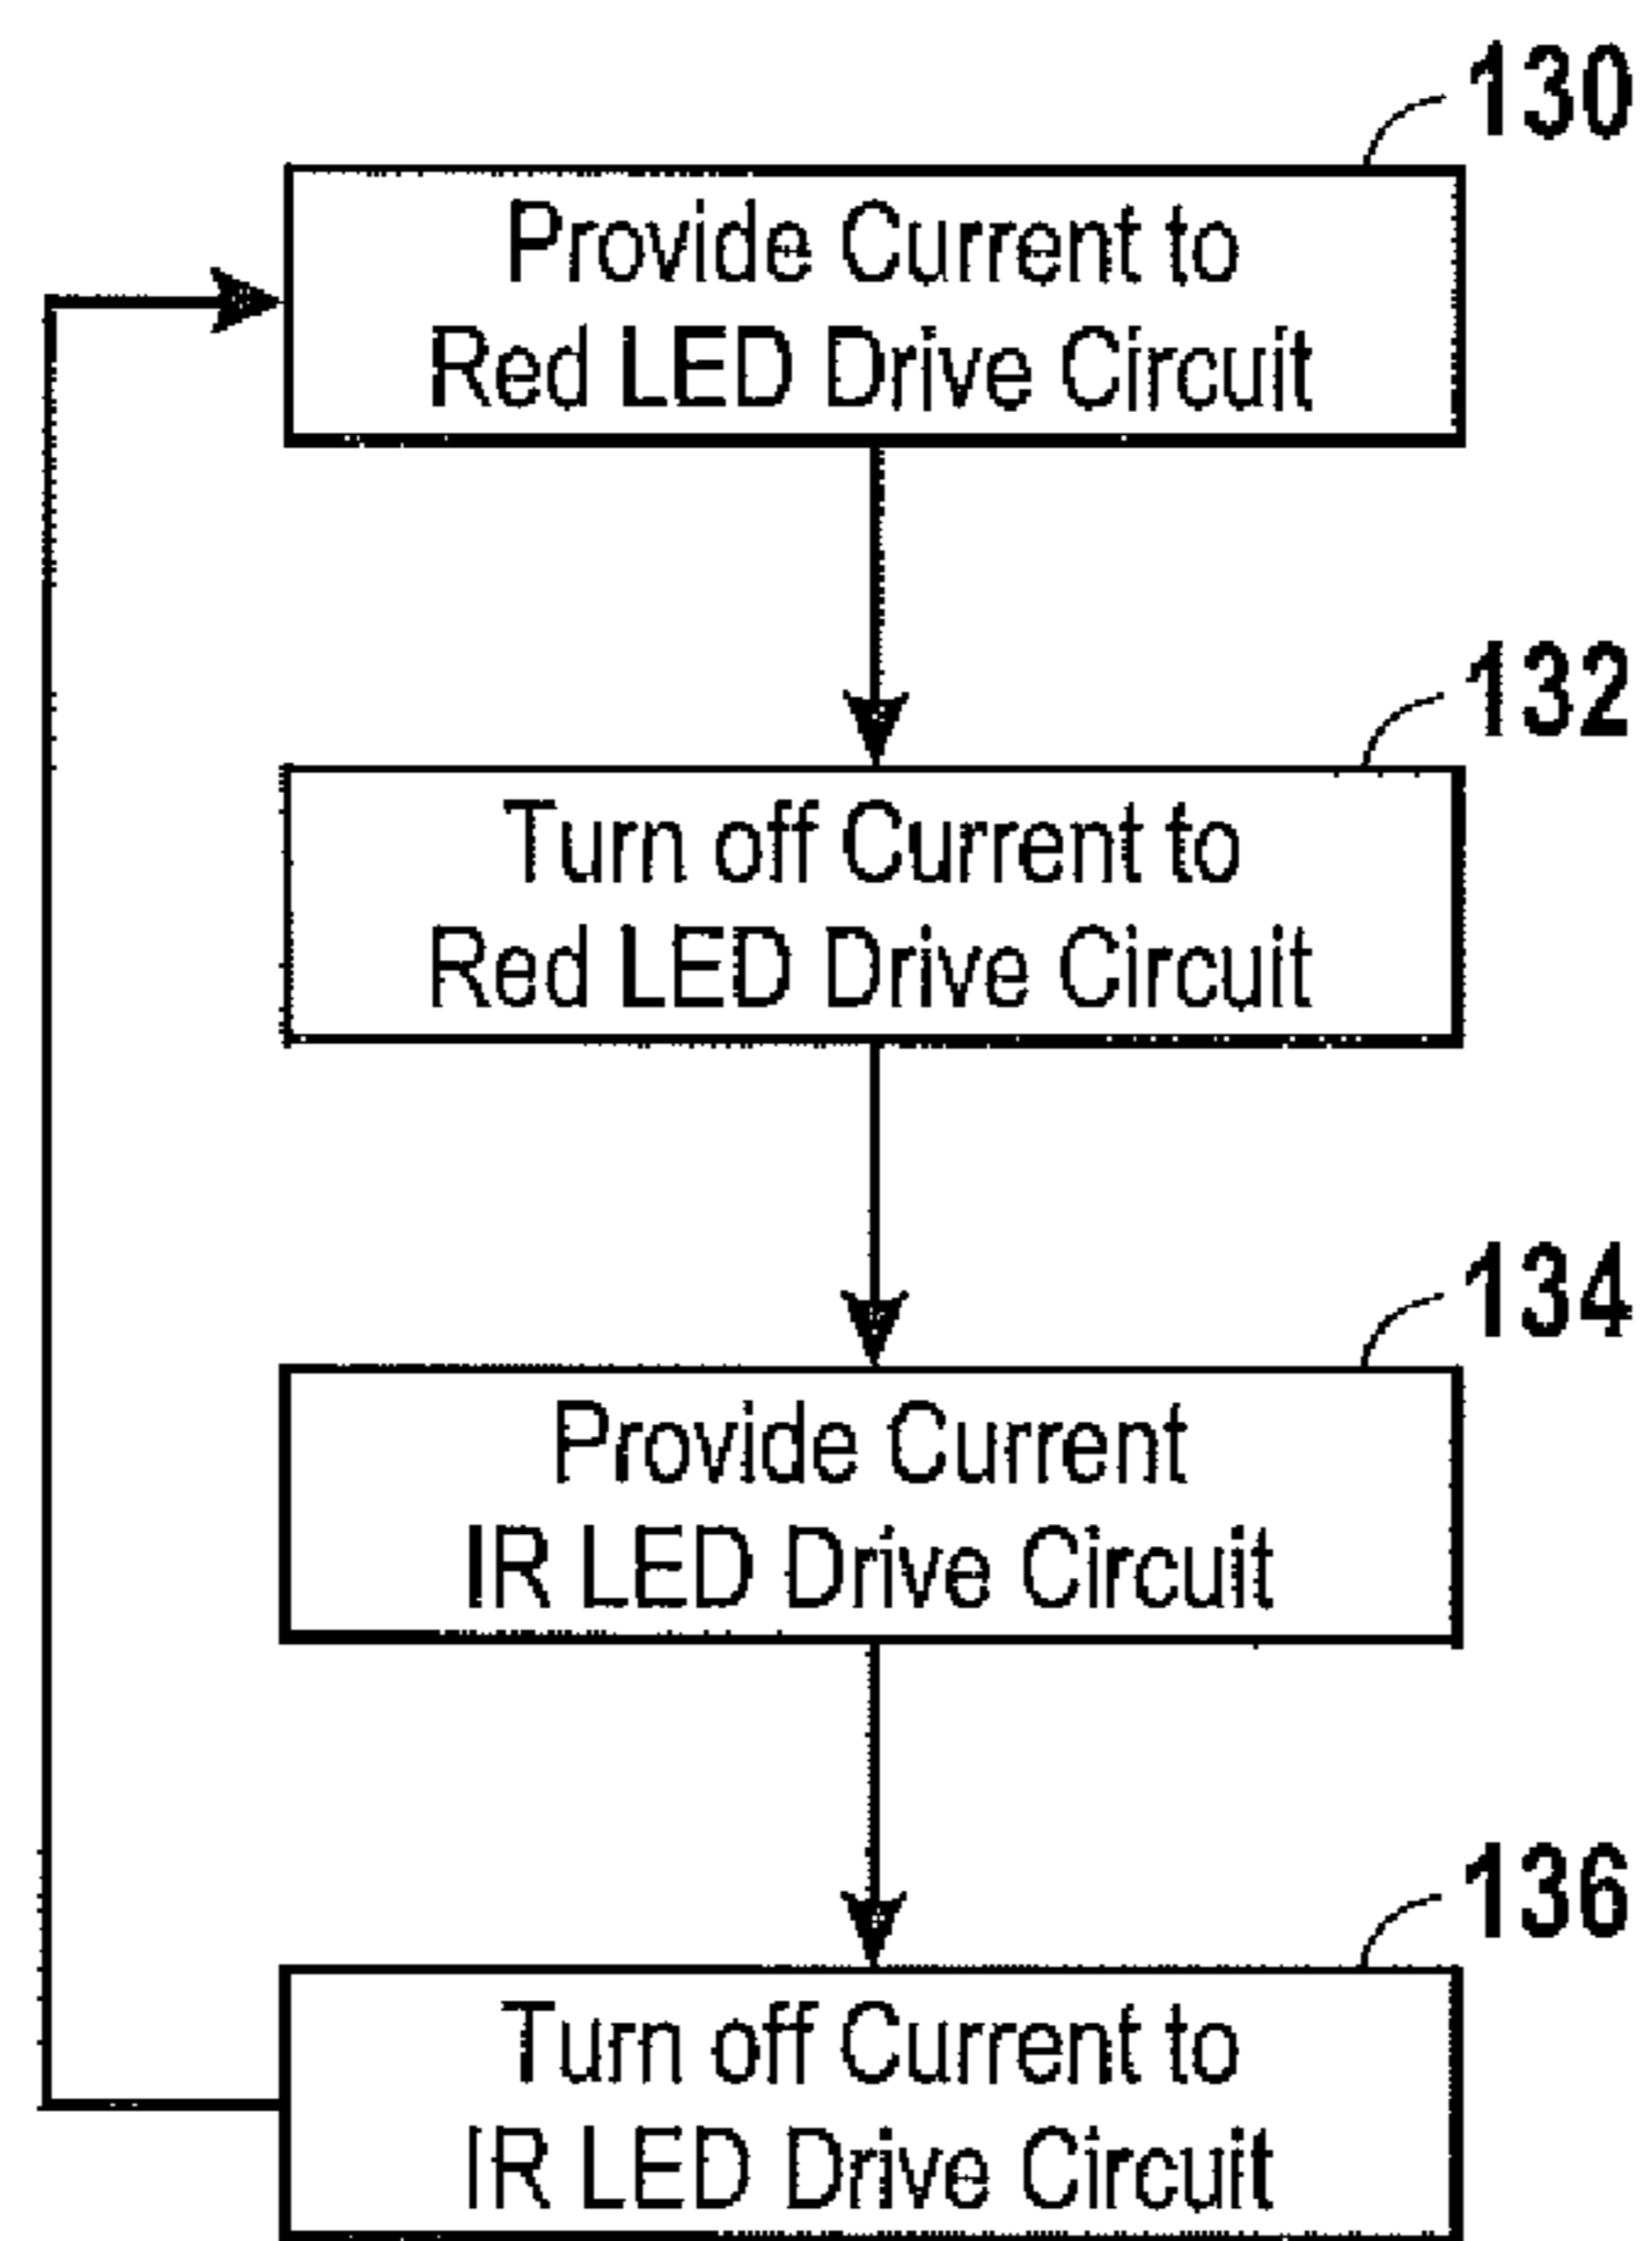 130
Provide Current to
Red LED Drive Circuit
132
Turn off Current to
Red LED Drive Circuit
134
Provide Current
IR LED Drive Circuit
136
Turn off Current to
IR LED Drive Circuit